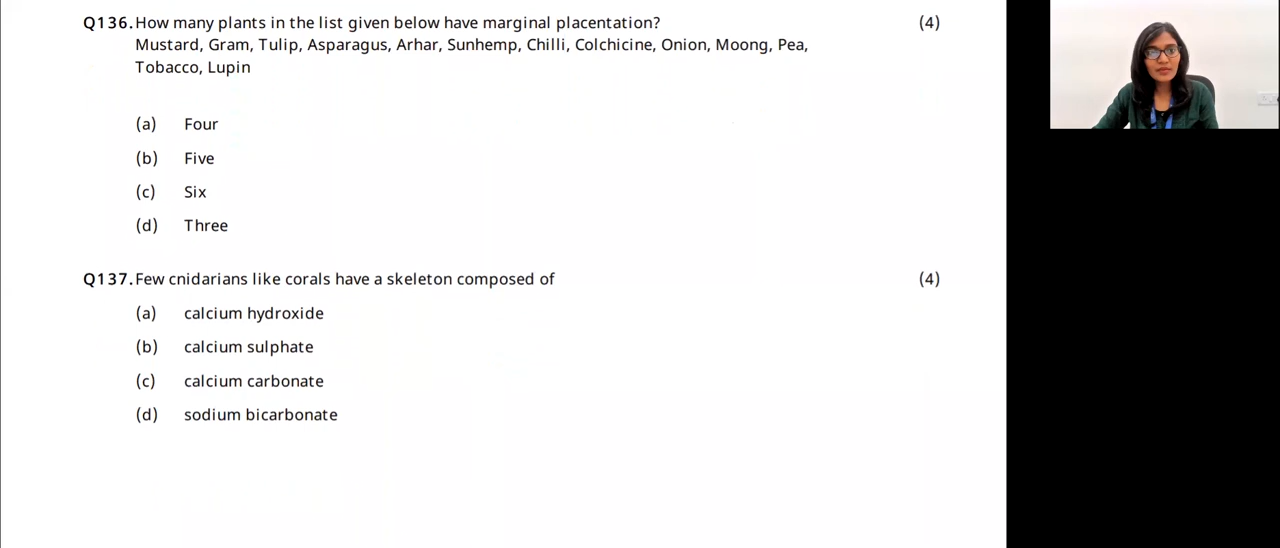 Q136. How many plants in the list given below have marginal placentation? (4)
Mustard, Gram, Tulip, Asparagus, Arhar, Sunhemp, Chilli, Colchicine, Onion, Moong, Pea,
Tobacco, Lupin
(a) Four
(b) Five
(c) Six
(d) Three
Q137. Few cnidarians like corals have a skeleton composed of (4)
(a) calcium hydroxide
(b) calcium sulphate
(c) calcium carbonate
(d) sodium bicarbonate